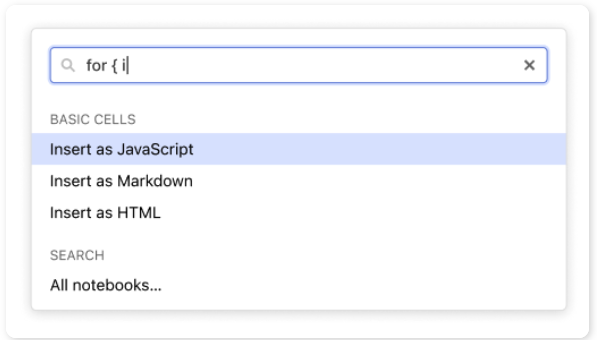 for { i
BASIC CELLS
Insert as JavaScript
Insert as Markdown
Insert as HTML
SEARCH
All notebooks...